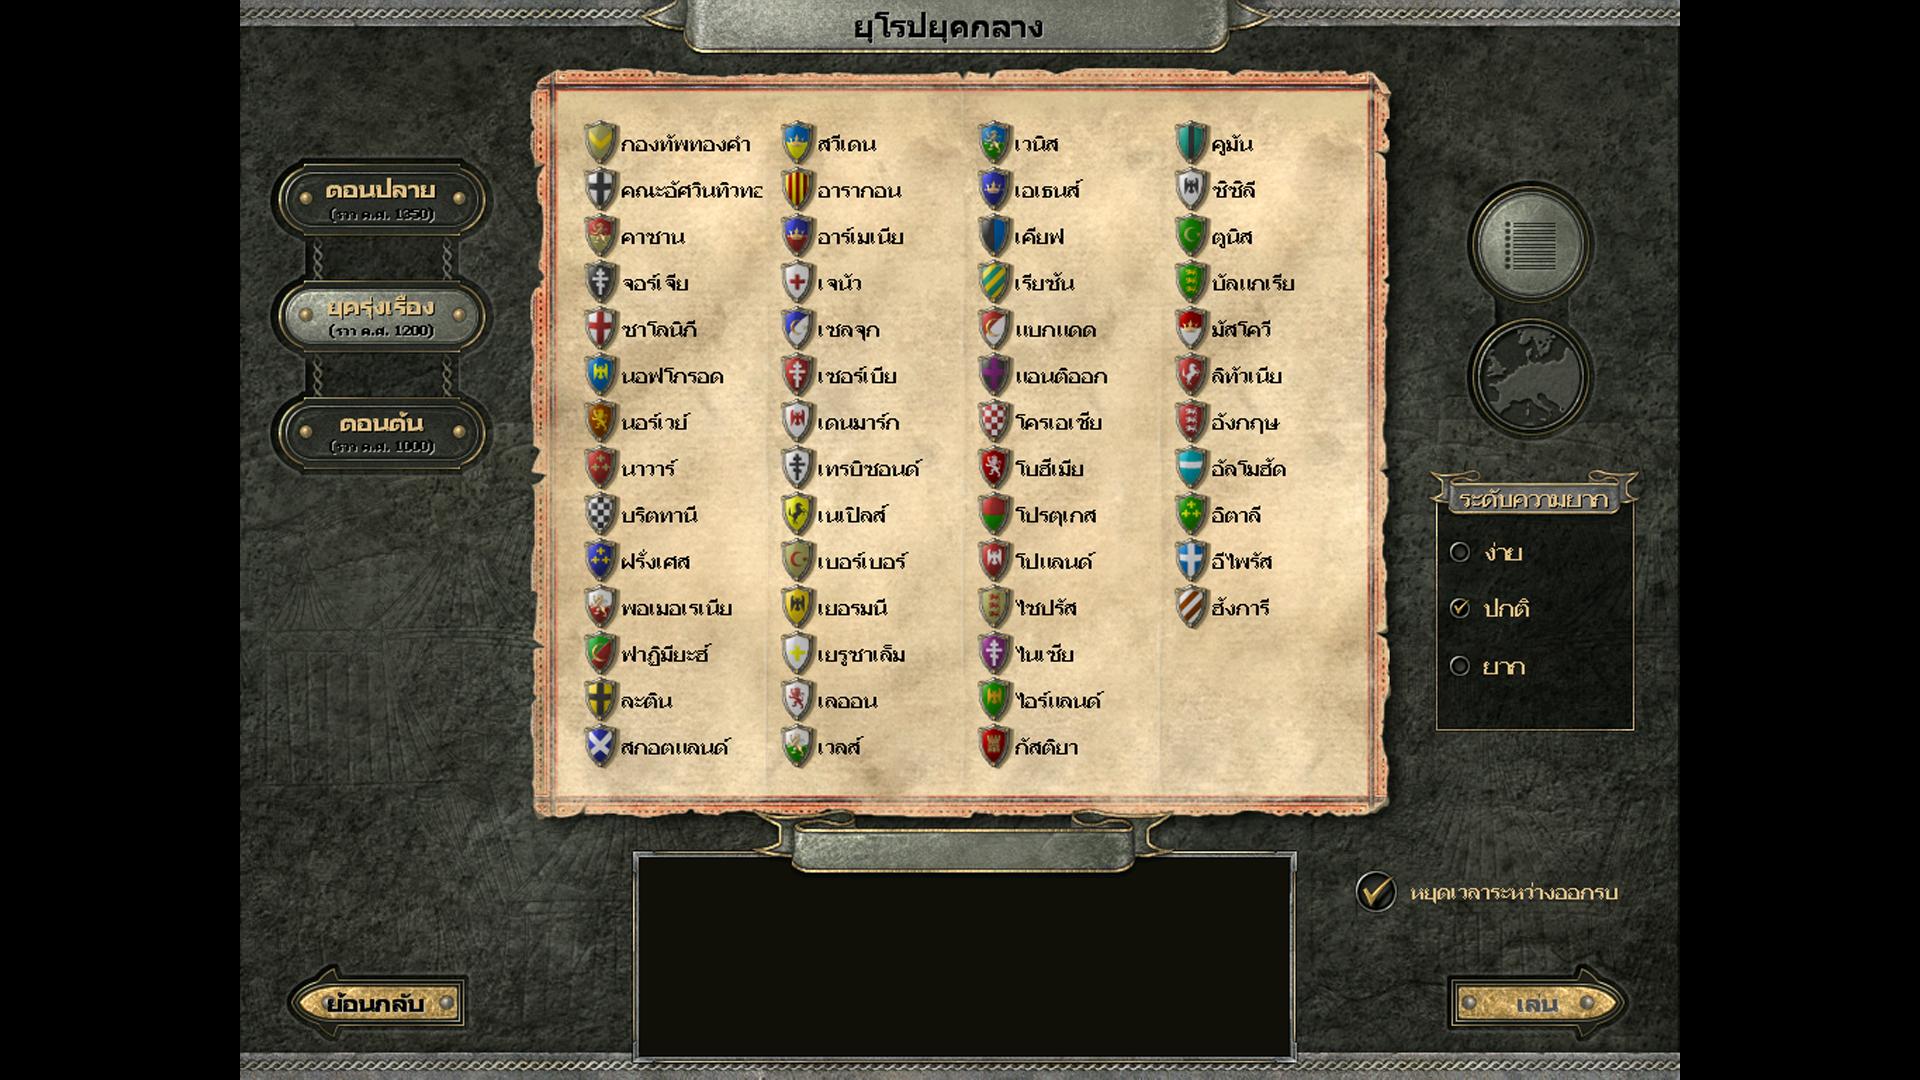 ยุโรปยุคกลาง
ตอนปลาย
(ราว ค.ศ. 1350)
ยุครุ่งเรือง
(ราว ค.ศ. 1200)
ตอนต้น
(ราว ค.ศ. 1000)
กองทัพทองคำ
คณะอัศวินทิวทอ
คาซาน
จอร์เจีย
ซาโลนิกี
นอฟโกรอด
นอร์เวย์
นาวาร์
บริตทานี
ฝรั่งเศส
พอเมอเรเนีย
ฟาฏิมียะฮ์
ละติน
สกอตแลนด์
สวีเดน
อารากอน
อาร์เมเนีย
เจนัว
เซลจุก
เซอร์เบีย
เดนมาร์ก
เทรบิซอนด์
เนเปิลส์
เบอร์เบอร์
เยอรมนี
เยรูซาเล็ม
เลออน
เวลส์
เวนิส
เอเธนส์
เคียฟ
เรียซัน
แบกแดด
แอนติออก
โครเอเชีย
โบฮีเมีย
โปรตุเกส
โปแลนด์
ไซปรัส
ไนเซีย
ไอร์แลนด์
กัสติยา
คูมัน
ซิซิลี
ตูนิส
บัลแกเรีย
มัสโควี
ลิทัวเนีย
อังกฤษ
อัลโมฮัด
อิตาลี
อีไพรัส
ฮังการี
ระดับความยาก
ง่าย
ปกติ
ยาก
หยุดเวลาระหว่างออกรบ
ย้อนกลับ
เล่น